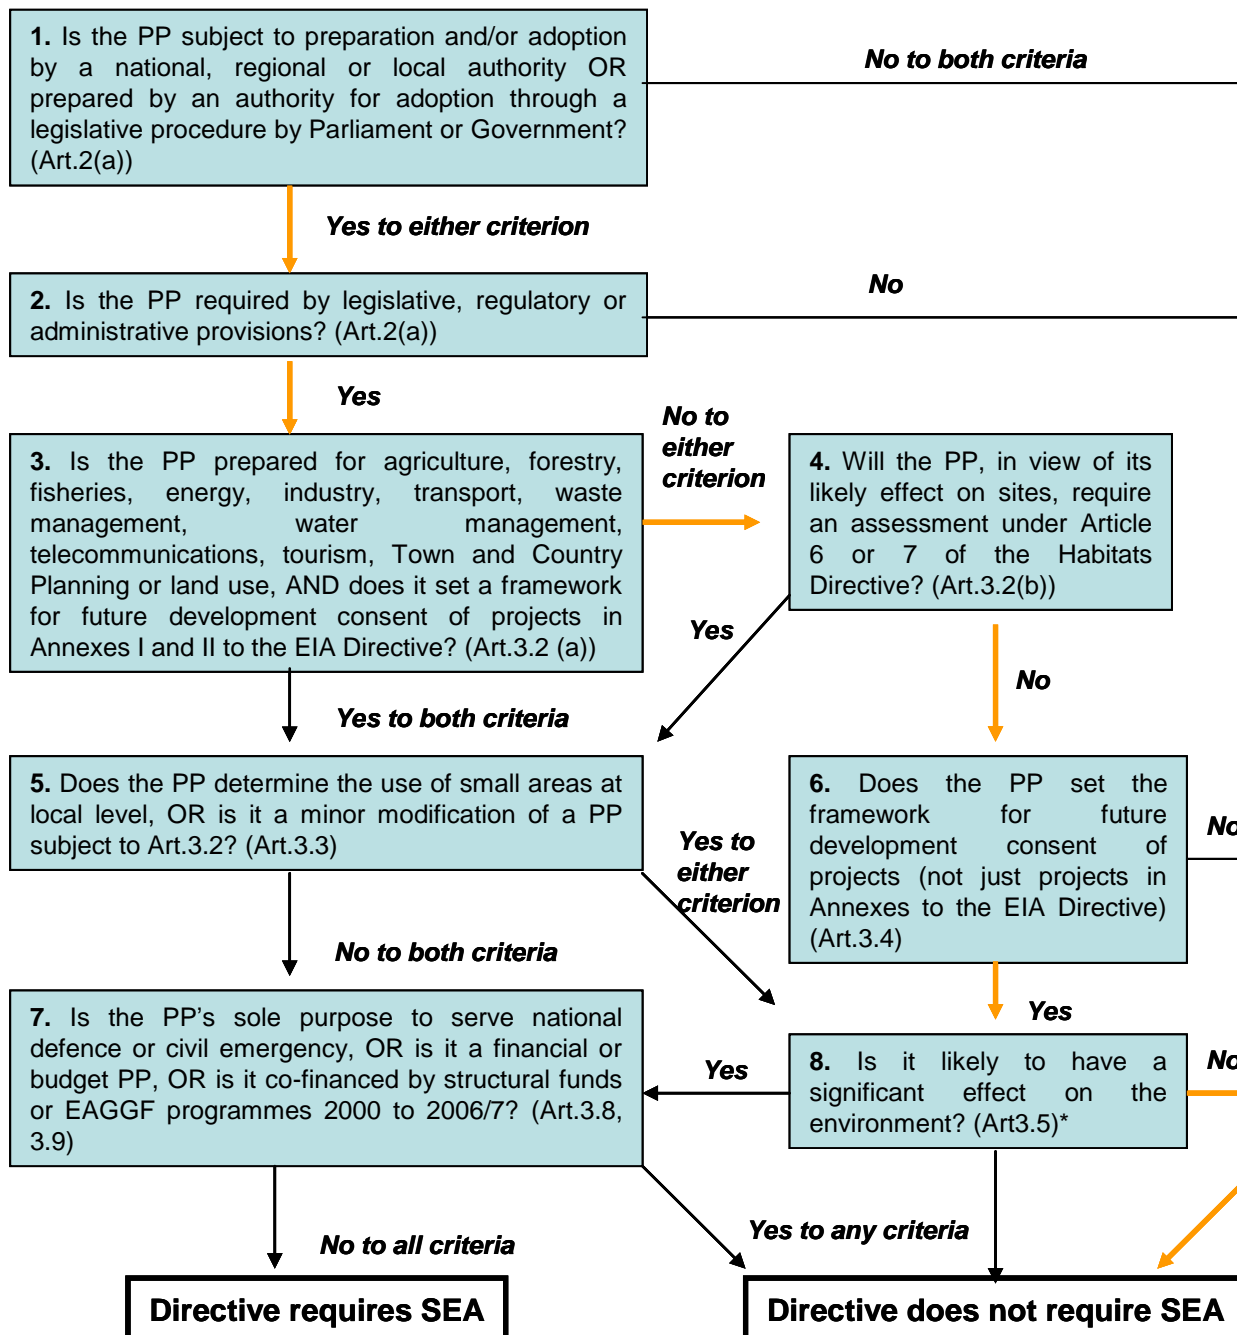 1. Is the PP subject to preparation and/or adoption
by a national, regional or local authority OR
prepared by an authority for adoption through a
legislative procedure by Parliament or Government?
(Art.2(a))
No to both criteria
Yes to either criterion
2. Is the PP required by legislative, regulatory or
administrative provisions? (Art.2(a))
No
Yes
No to
either
criterion
3. Is the PP prepared for agriculture, forestry,
fisheries, energy, industry, transport, waste
management, water management,
telecommunications, tourism, Town and Country
Planning or land use, AND does it set a framework
for future development consent of projects in
Annexes I and II to the EIA Directive? (Art.3.2 (a))
4. Will the PP, in view of its
likely effect on sites, require
an assessment under Article
6 or 7 of the Habitats
Directive? (Art.3.2(b))
Yes
No
Yes to both criteria
5. Does the PP determine the use of small areas at
local level, OR is it a minor modification of a PP
subject to Art.3.2? (Art.3.3)
Yes to
either
criterion
6. Does the PP set the
framework for future
development consent of
projects (not just projects in
Annexes to the EIA Directive)
(Art.3.4)
No
No to both criteria
Yes
7. Is the PP’s sole purpose to serve national
defence or civil emergency, OR is it a financial or
budget PP, OR is it co-financed by structural funds
or EAGGF programmes 2000 to 2006/7? (Art.3.8,
3.9)
Yes
8. Is it likely to have a
significant effect on the
environment? (Art3.5)*
No
No to all criteria
Yes to any criteria
Directive requires SEA
Directive does not require SEA